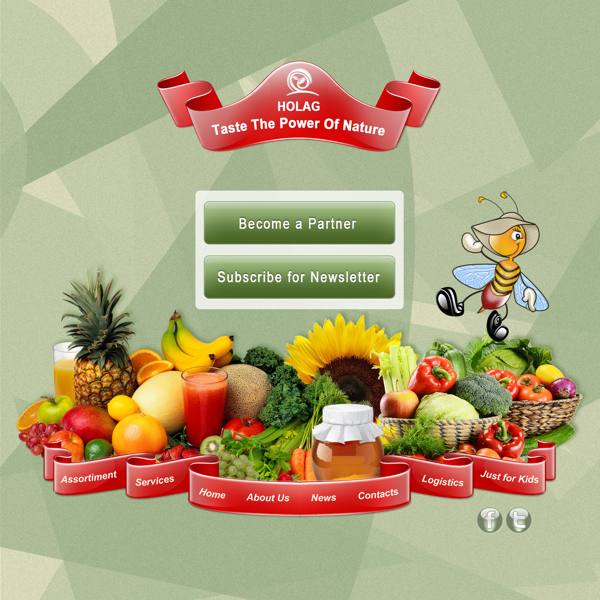 HOLAG
Taste The Power Of Nature
Become a Partner
Subscribe for Newsletter
Assortiment
Services
Home
About Us
News
Contacts
Logistics
Just for Kids
f
t